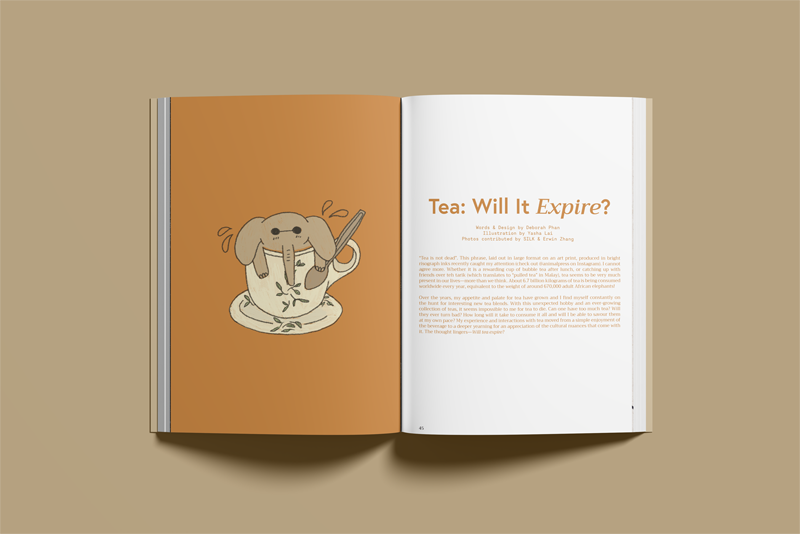 Tea: Will It Expire?
Words & Design by Deborah Phan
Illustration by Yasha Lai
Photos contributed by SILK & Erwin Zhang
"Tea is not dead". This phrase, laid out in large format on an art print, produced in bright
risograph inks recently caught my attention (check out @animalpress on Instagram). I cannot
agree more. Whether it is a rewarding cup of bubble tea after lunch, or catching up with
friends over teh tarik (which translates to "pulled tea" in Malay), tea seems to be very much
present in our lives—more than we think. About 6.7 billion kilograms of tea is being consumed
worldwide every year, equivalent to the weight of around 670,000 adult African elephants!
Over the years, my appetite and palate for tea have grown and I find myself constantly on
the hunt for interesting new tea blends. With this unexpected hobby and an ever-growing
collection of teas, it seems impossible to me for tea to die. Can one have too much tea? Will
they ever turn bad? How long will it take to consume it all and will I be able to savour them
at my own pace? My experience and interactions with tea moved from a simple enjoyment of
the beverage to a deeper yearning for an appreciation of the cultural nuances that come with
it. The thought lingers—Will tea expire?
45